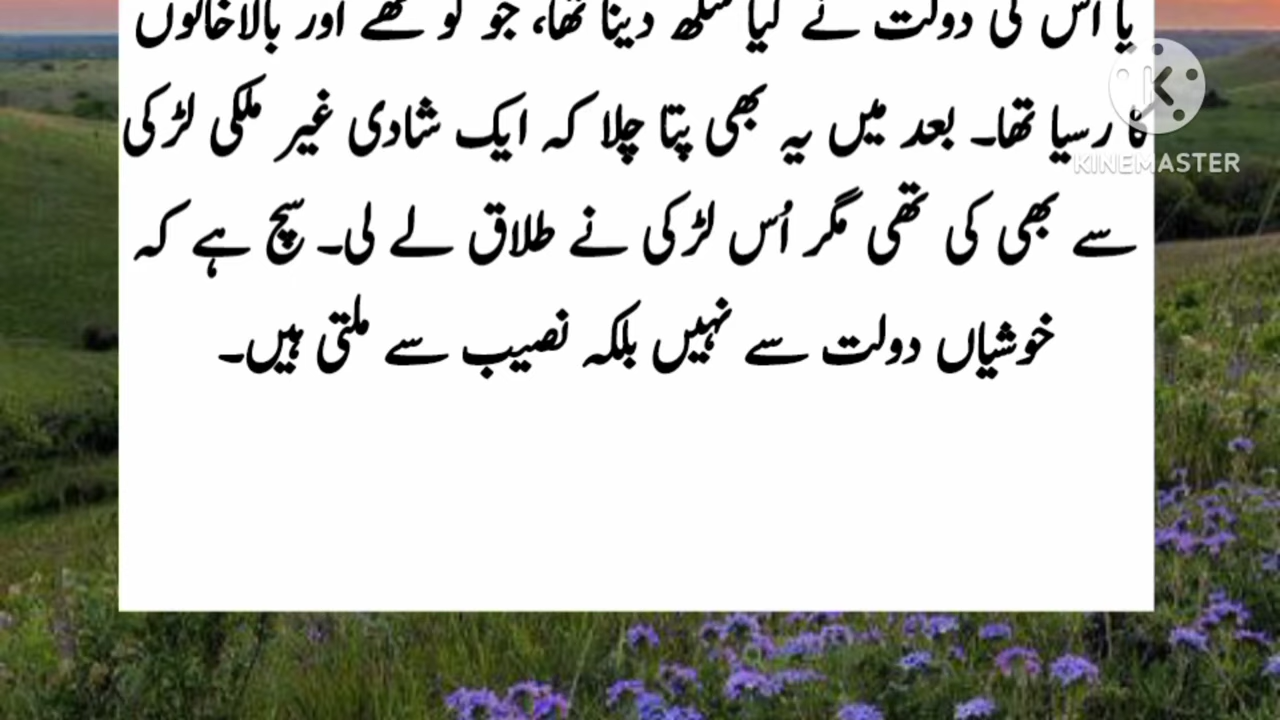 یا اس کی دولت نے کیا سکھ دینا تھا، جو کوٹھے اور بالاخانوں
کا رسیا تھا۔ بعد میں یہ بھی پتا چلا کہ ایک شادی غیر ملکی لڑکی
سے بھی کی تھی مگر اُس لڑکی نے طلاق لے لی۔ سچ ہے کہ
خوشیاں دولت سے نہیں بلکہ نصیب سے ملتی ہیں۔
KINEMASTER